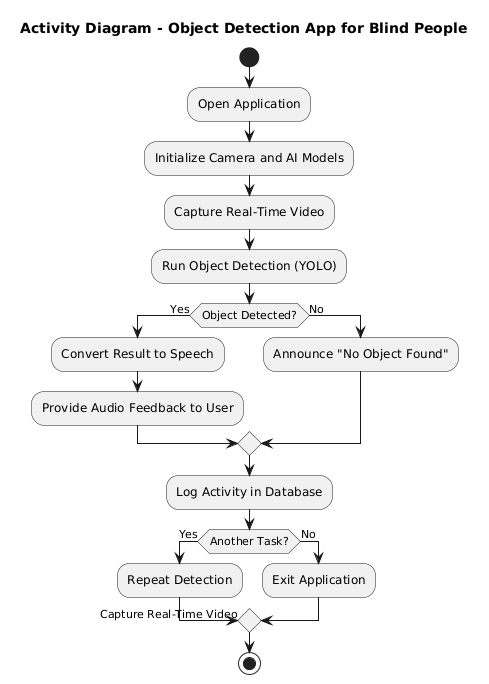 Activity Diagram - Object Detection App for Blind People
Open Application
Initialize Camera and AI Models
Capture Real-Time Video
Run Object Detection (YOLO)
Yes
Object Detected?
No
Convert Result to Speech
Announce "No Object Found"
Provide Audio Feedback to User
Log Activity in Database
Yes
Another Task?
No
Repeat Detection
Exit Application
Capture Real-Time Video